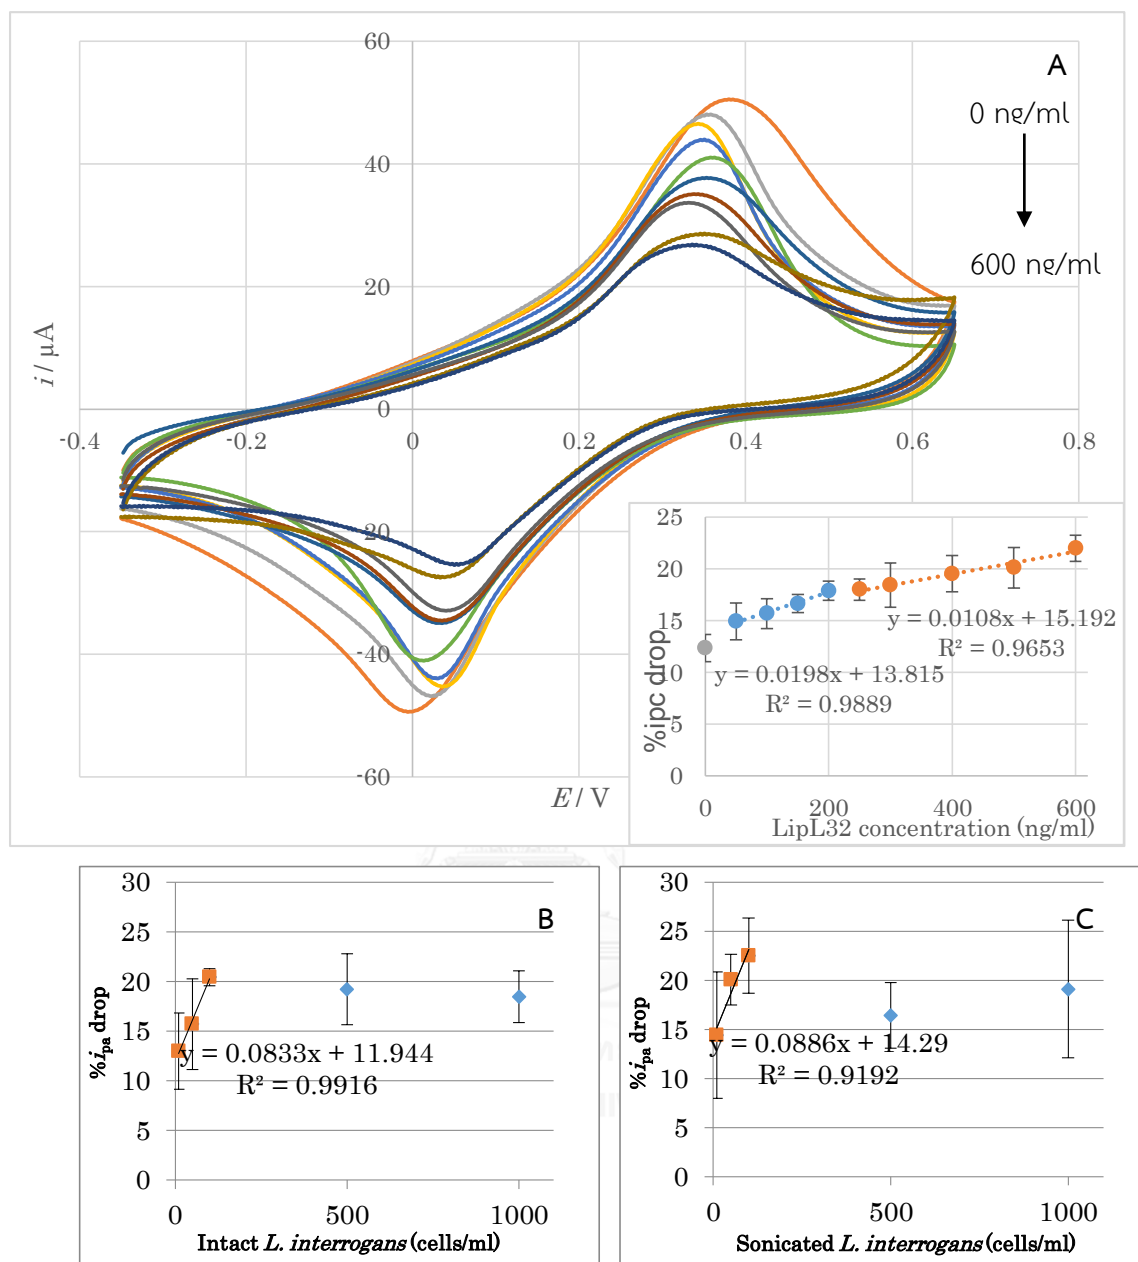 60
A
0 ng/ml
40
600 ng/ml
20
i / µA
0
-0.4
-0.2
0
0.2
0.4
0.6
0.8
-20
-40
-60
E / V
25
20
15
10
5
0
%ipc drop
y = 0.0108x + 15.192
R² = 0.9653
y = 0.0198x + 13.815
R² = 0.9889
0 200 400 600
LipL32 concentration (ng/ml)
30
B
25
20
15
10
5
0
%ipa drop
y = 0.0833x + 11.944
R² = 0.9916
0 500 1000
Intact L. interrogans (cells/ml)
30
C
25
20
15
10
5
0
%ipa drop
y = 0.0886x + 14.29
R² = 0.9192
0 500 1000
Sonicated L. interrogans (cells/ml)